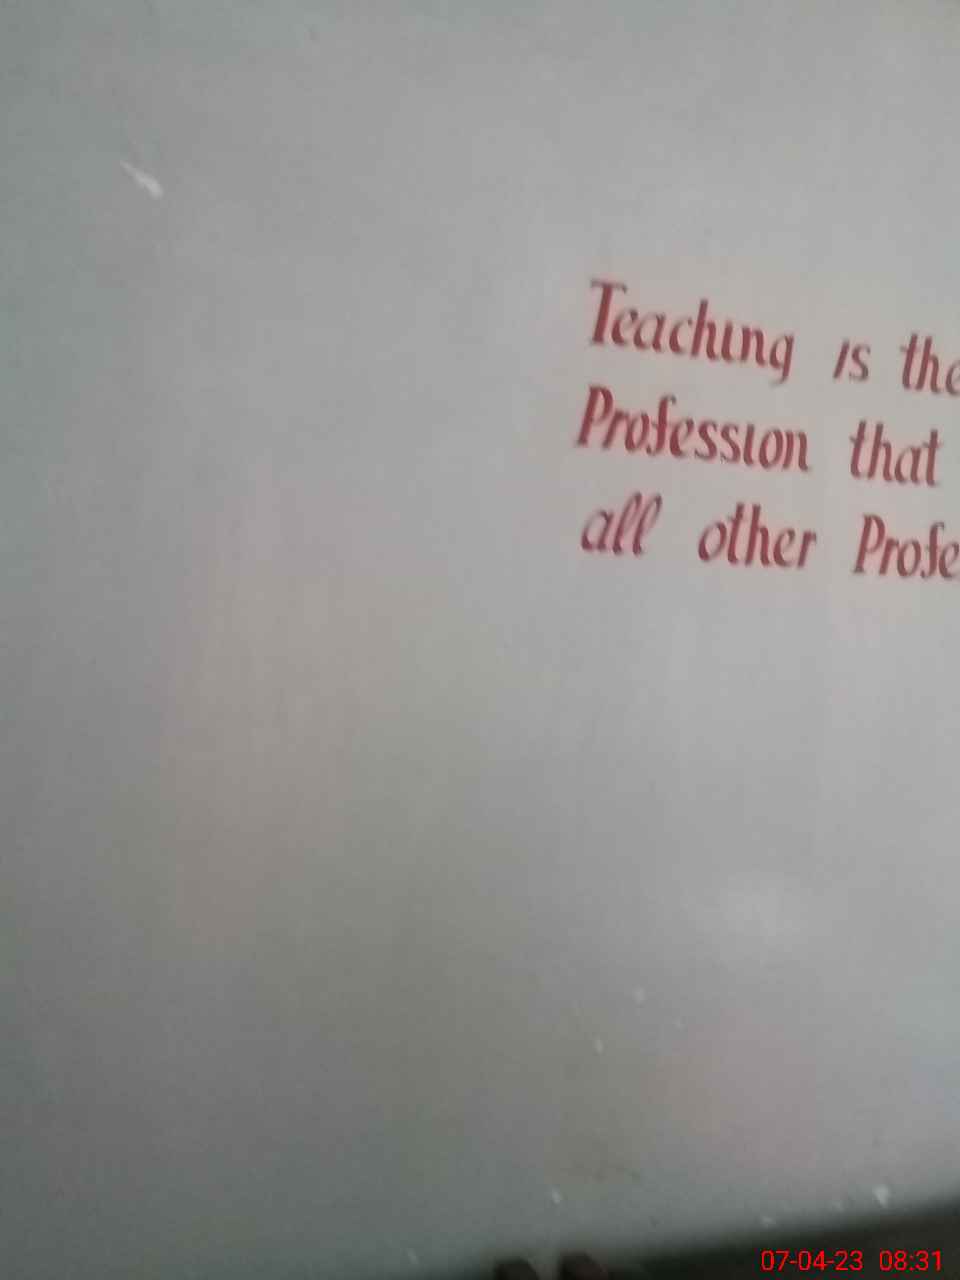 Teaching is the
Profession that
all other Profe
07-04-23 08:31